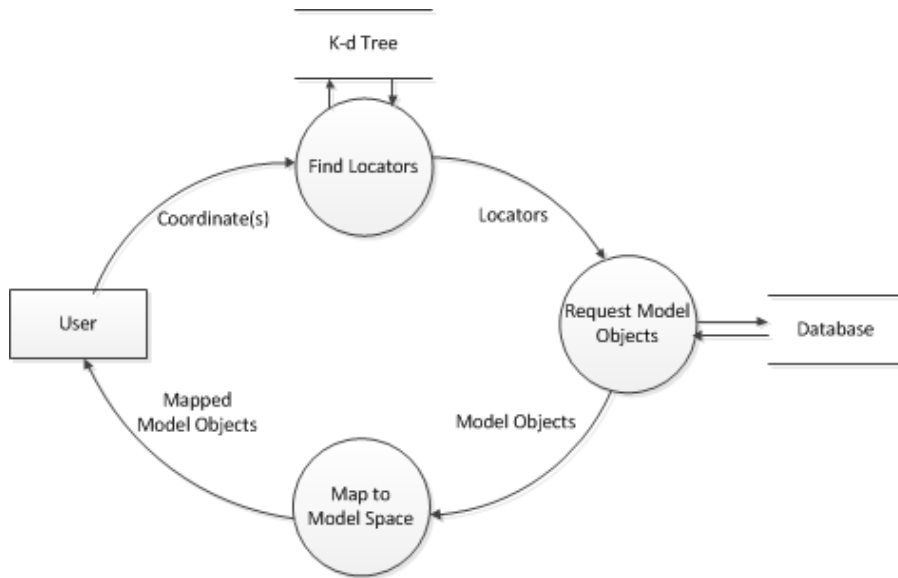 K-d Tree
Find Locators
Coordinate(s)
Locators
User
Request Model
Objects
Database
Mapped
Model Objects
Model Objects
Map to
Model Space